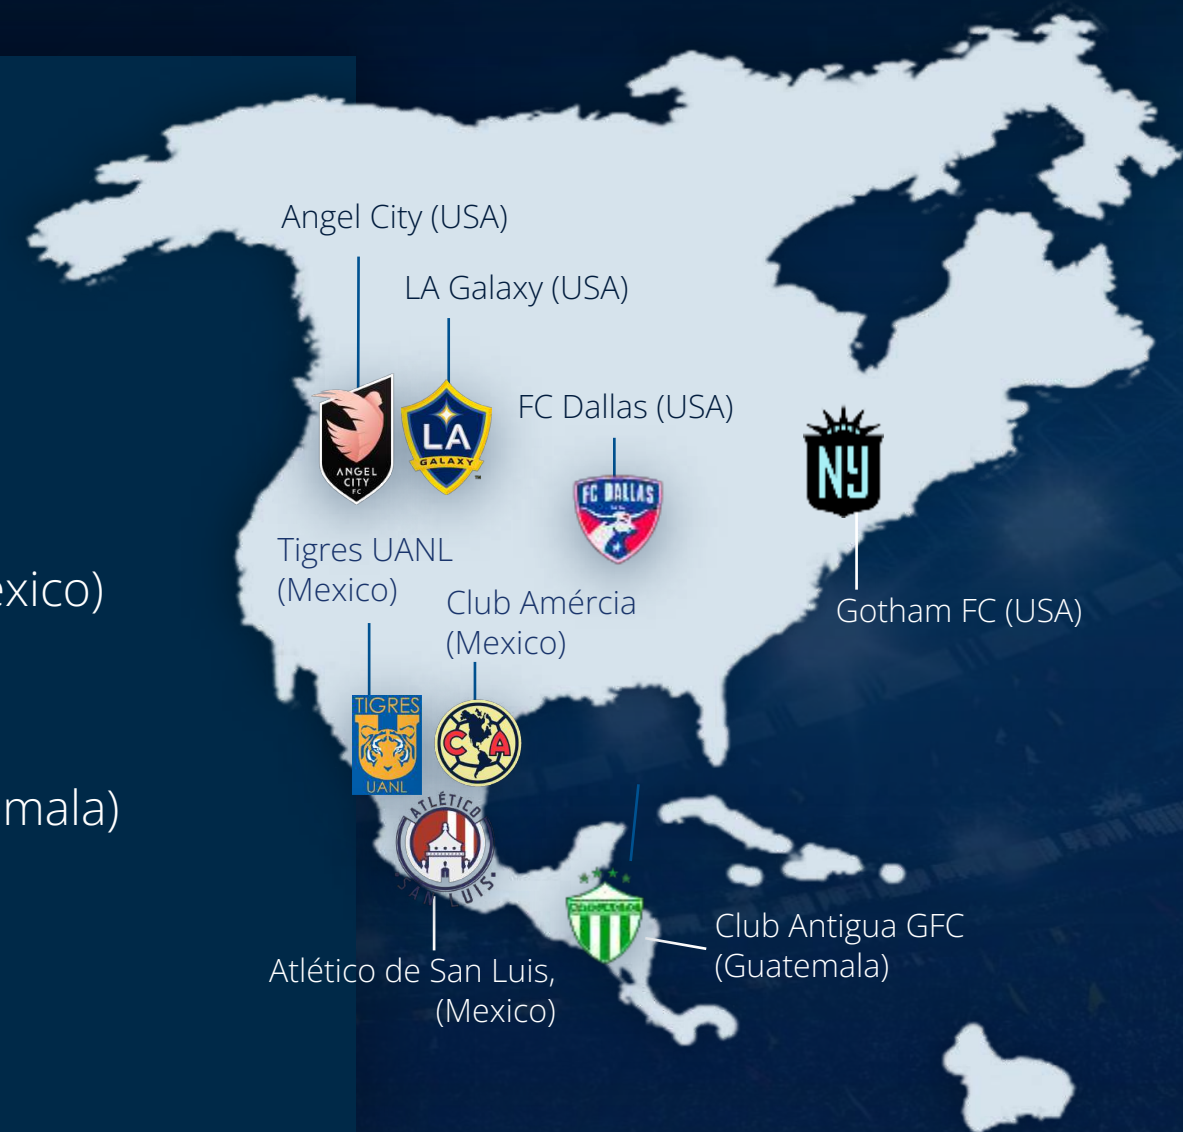 Angel City (USA)
LA Galaxy (USA)
FC Dallas (USA)
ANGEL
CITY
FC
LA
GALAXY
TM
FC DALLAS
NY
Tigres UANL
(Mexico)
xico)
Club Amércia
(Mexico)
Gotham FC (USA)
TIGRES
UANL
C A
ATLÉTICO
SAN LUIS
mala)
Club Antigua GFC
(Guatemala)
Atlético de San Luis,
(Mexico)